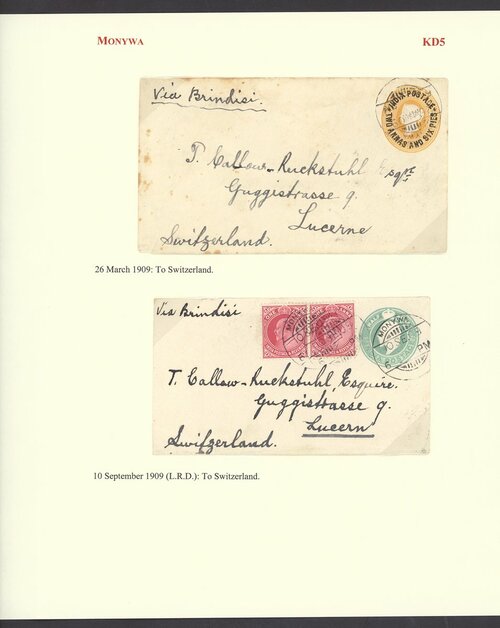 MONYWA KD5
Via Brindisi
INDIA POSTAGE
TWO ANNAS AND SIX PIES
T. Callow-Ruckstuhl Esqre
Guggistrasse 9.
Lucerne
Switzerland.
26 March 1909: To Switzerland.
Via Brindisi
MONYWA
MONYWA
PM
T. Callow-Ruckstuhl, Esquire.
Guggistrasse 9.
Lucern
Switzerland.
10 September 1909 (L.R.D.): To Switzerland.